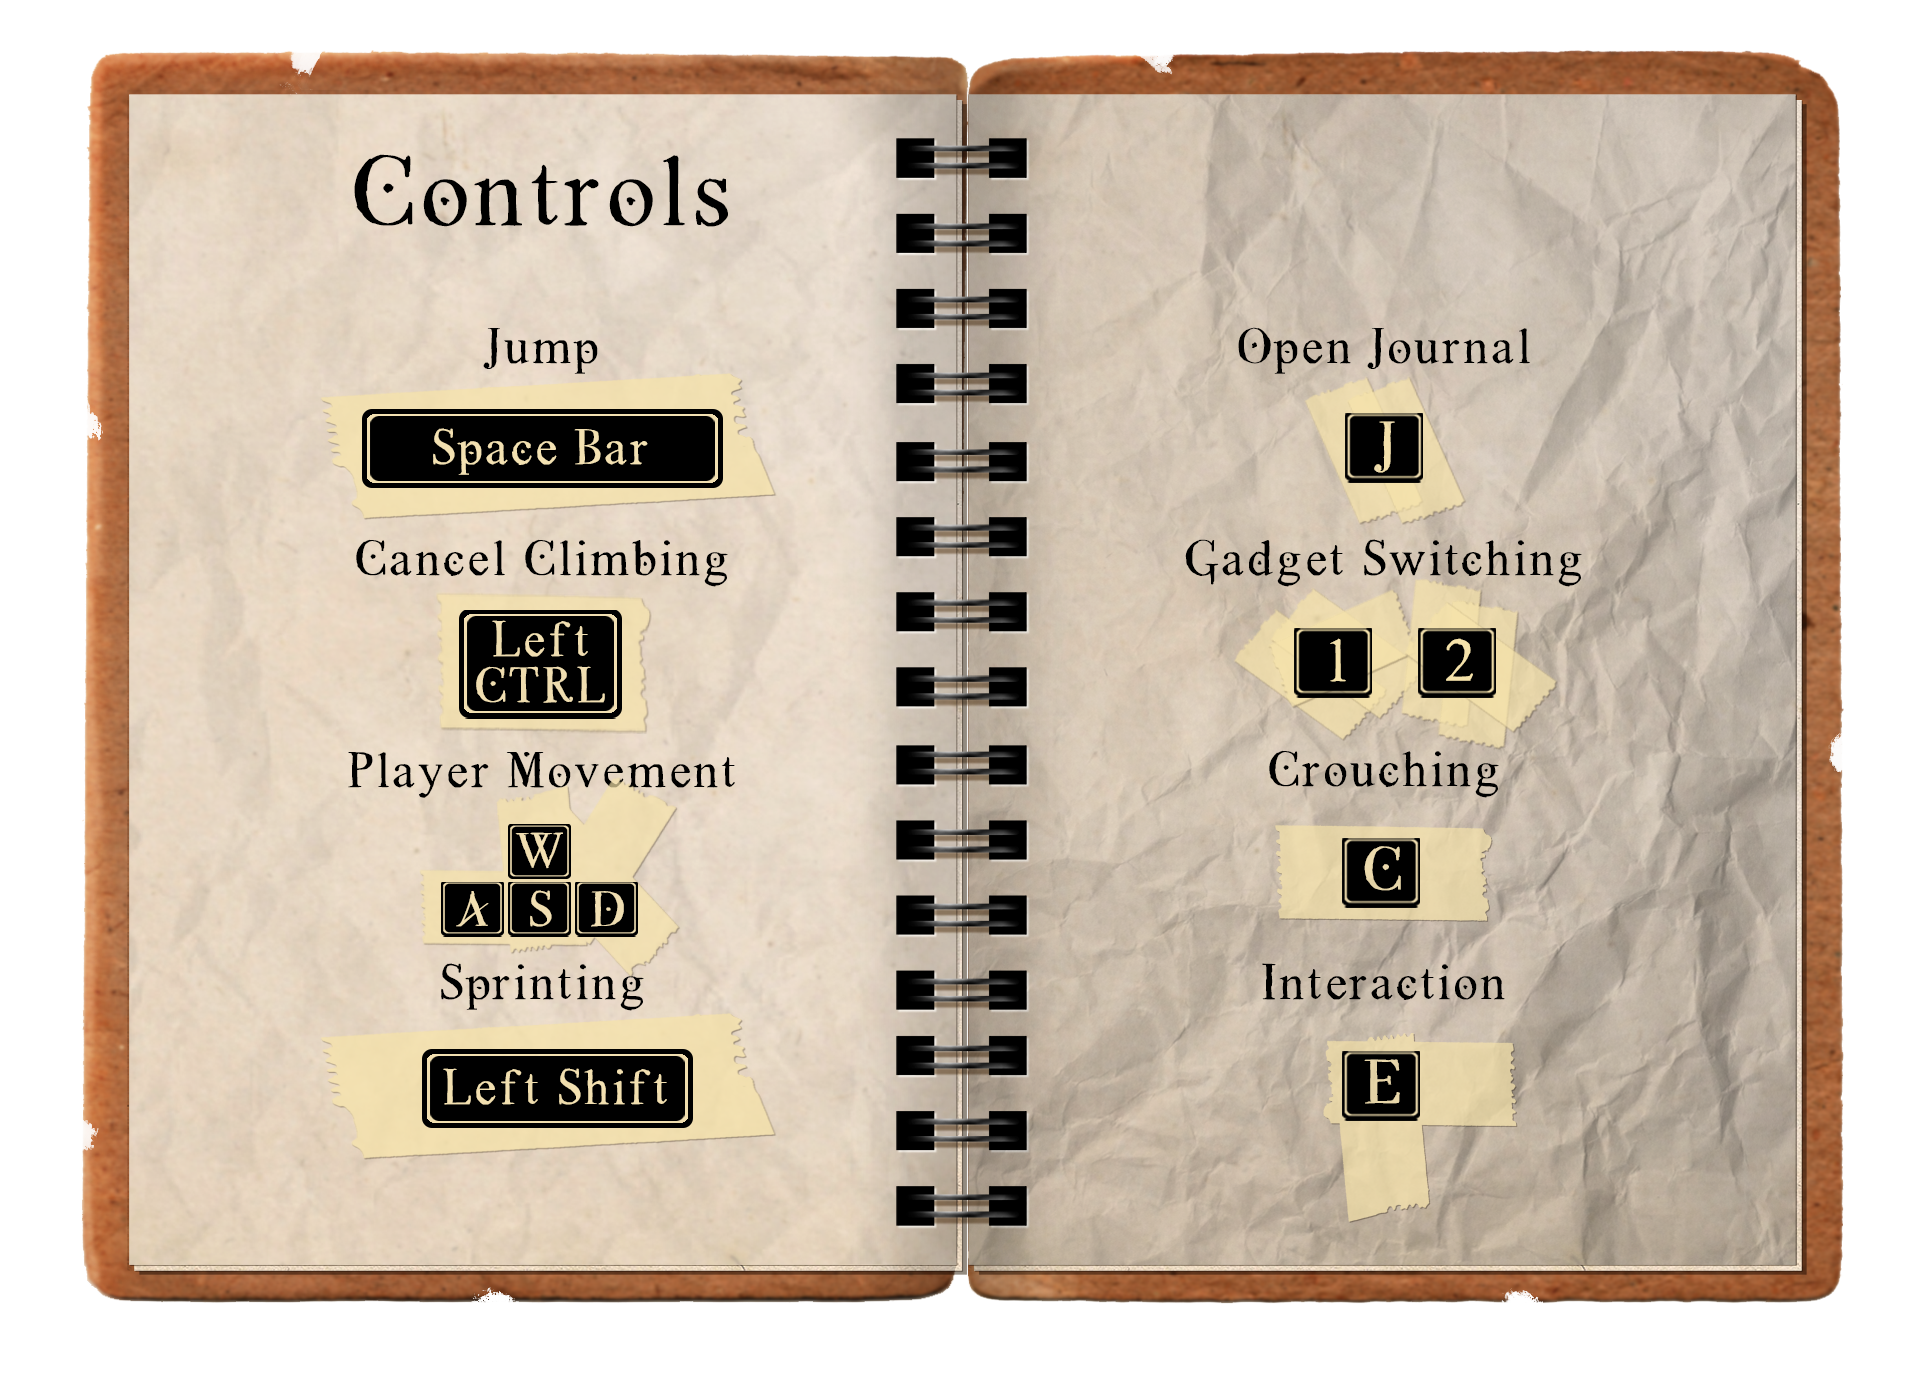 Controls
Jump
Space Bar
Cancel Climbing
Left
CTRL
Player Movement
W
A S D
Sprinting
Left Shift
Open Journal
J
Gadget Switching
1 2
Crouching
C
Interaction
E